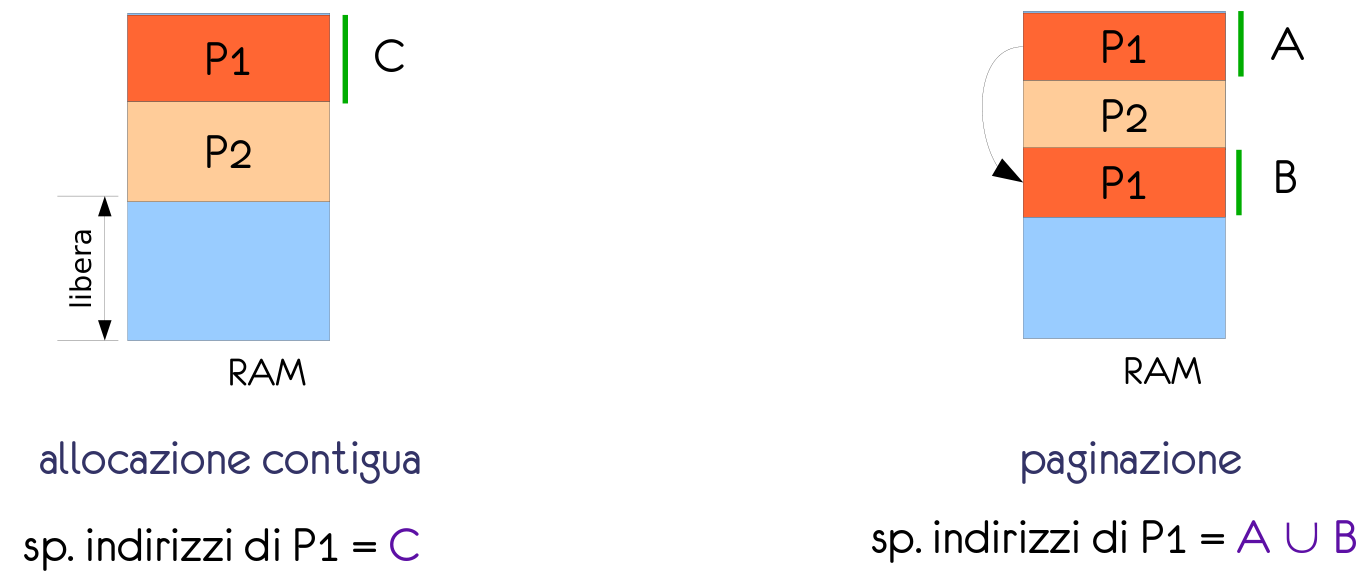 P1
C
P2
libera
RAM
allocazione contigua
sp. indirizzi di P1 = C
P1
A
P2
P1
B
RAM
paginazione
sp. indirizzi di P1 = A ∪ B